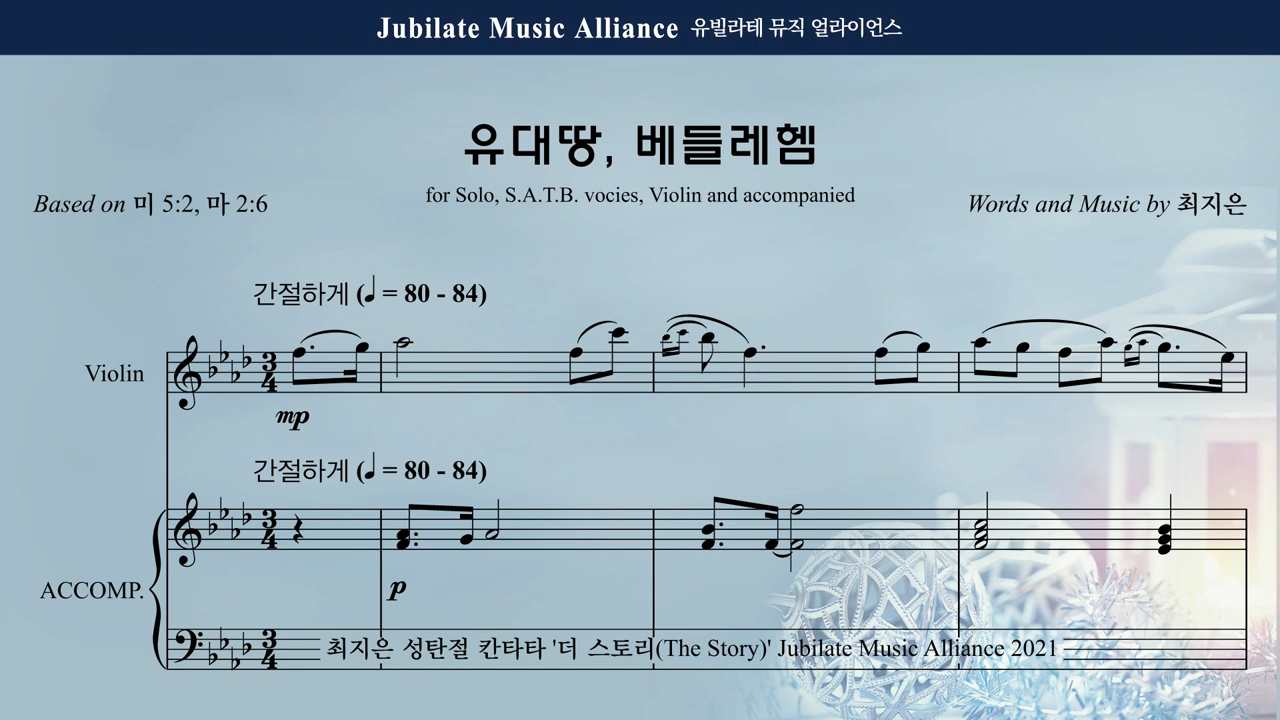 Jubilate Music Alliance 유빌라테 뮤직 얼라이언스
유대땅, 베들레헴
for Solo, S.A.T.B. vocies, Violin and accompanied
Based on 미 5:2, 마 2:6
Words and Music by 최지은
간절하게 (♩ = 80 - 84)
Violin
mp
간절하게 (♩ = 80 - 84)
ACCOMP.
p
최지은 성탄절 칸타타 '더 스토리(The Story)' Jubilate Music Alliance 2021